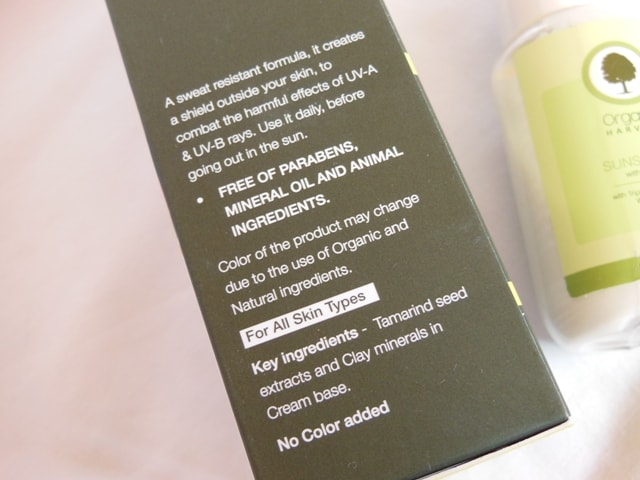 A sweat resistant formula, it creates
a shield outside your skin, to
combat the harmful effects of UV-A
& UV-B rays. Use it daily, before
going out in the sun.
• FREE OF PARABENS,
MINERAL OIL AND ANIMAL
INGREDIENTS.
Color of the product may change
due to the use of Organic and
Natural ingredients.
For All Skin Types
Key ingredients - Tamarind seed
extracts and Clay minerals in
Cream base.
No Color added